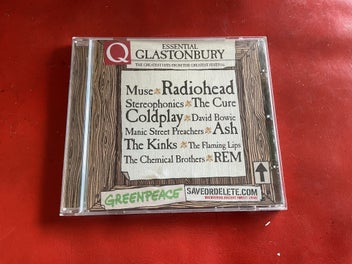 Q
ESSENTIAL
GLASTONBURY
THE GREATEST HITS FROM THE GREATEST FESTIVAL
Muse Radiohead
Stereophonics The Cure
Coldplay David Bowie
Manic Street Preachers Ash
The Kinks The Flaming Lips
The Chemical Brothers REM
GREENPEACE
SAVEORDELETE.COM